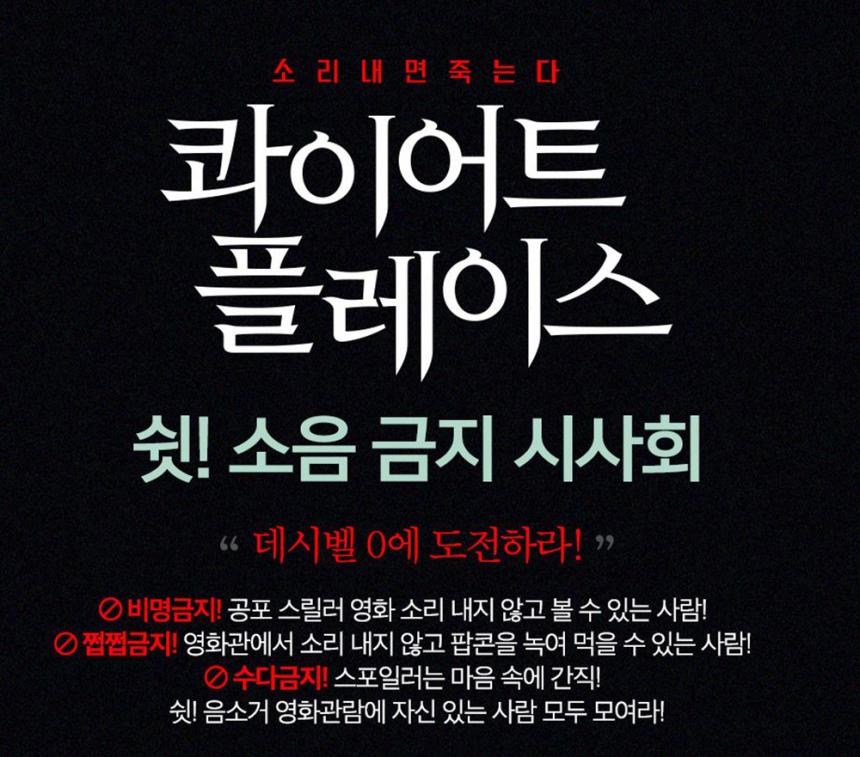 소리내면죽는다
콰이어트
플레이스
쉿! 소음 금지 시사회
“ 데시벨 0에 도전하라! ”
비명금지! 공포 스릴러 영화 소리 내지 않고 볼 수 있는 사람!
쩝쩝금지! 영화관에서 소리 내지 않고 팝콘을 녹여 먹을 수 있는 사람!
수다금지! 스포일러는 마음 속에 간직!
쉿! 음소거 영화관람에 자신 있는 사람 모두 모여라!